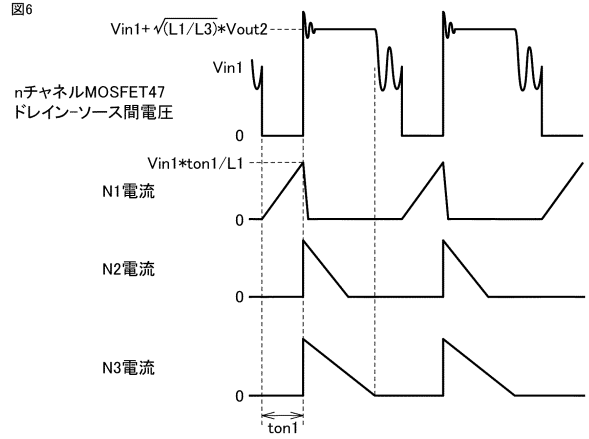 図6
Vin1+√(L1/L3)*Vout2
Vin1
nチャネルMOSFET47
ドレイン-ソース間電圧
0
Vin1*ton1/L1
N1電流
0
N2電流
0
N3電流
0
ton1